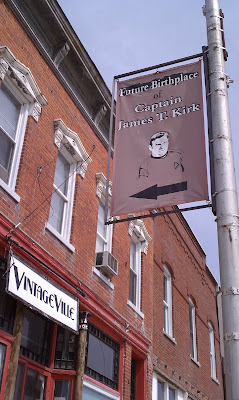 Future Birthplace
of
Captain
James T. Kirk
VINTAGEVILLE